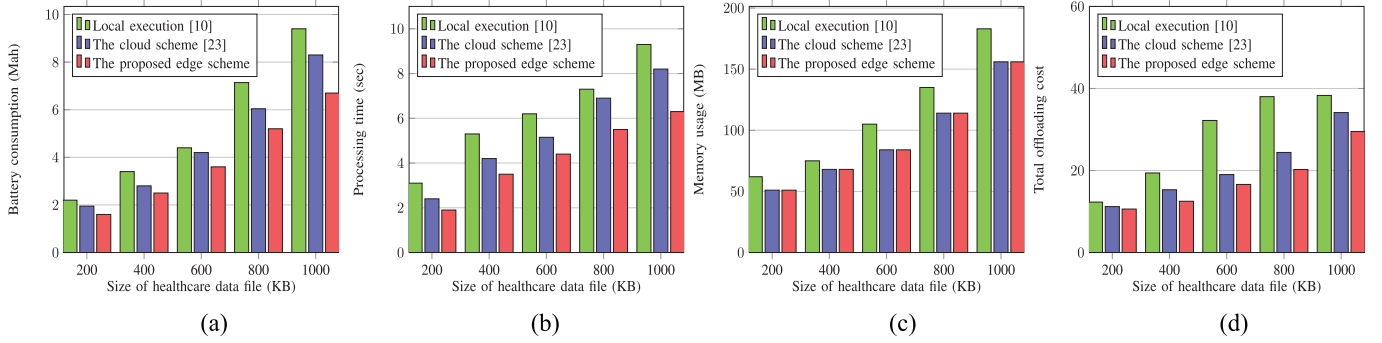 Battery consumption (Mah)
10
8
6
4
2
0
Local execution [10]
The cloud scheme [23]
The proposed edge scheme
200 400 600 800 1000
Size of healthcare data file (KB)
(a)
Processing time (sec)
10
8
6
4
2
0
Local execution [10]
The cloud scheme [23]
The proposed edge scheme
200 400 600 800 1000
Size of healthcare data file (KB)
(b)
Memory usage (MB)
200
150
100
50
0
Local execution [10]
The cloud scheme [23]
The proposed edge scheme
200 400 600 800 1000
Size of healthcare data file (KB)
(c)
Total offloading cost
60
40
20
0
Local execution [10]
The cloud scheme [23]
The proposed edge scheme
200 400 600 800 1000
Size of healthcare data file (KB)
(d)